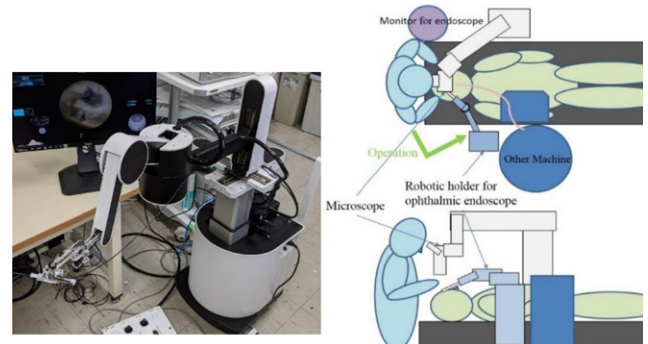 Monitor for endoscope
Operation
Other Machine
Robotic holder for
ophthalmic endoscope
Microscope